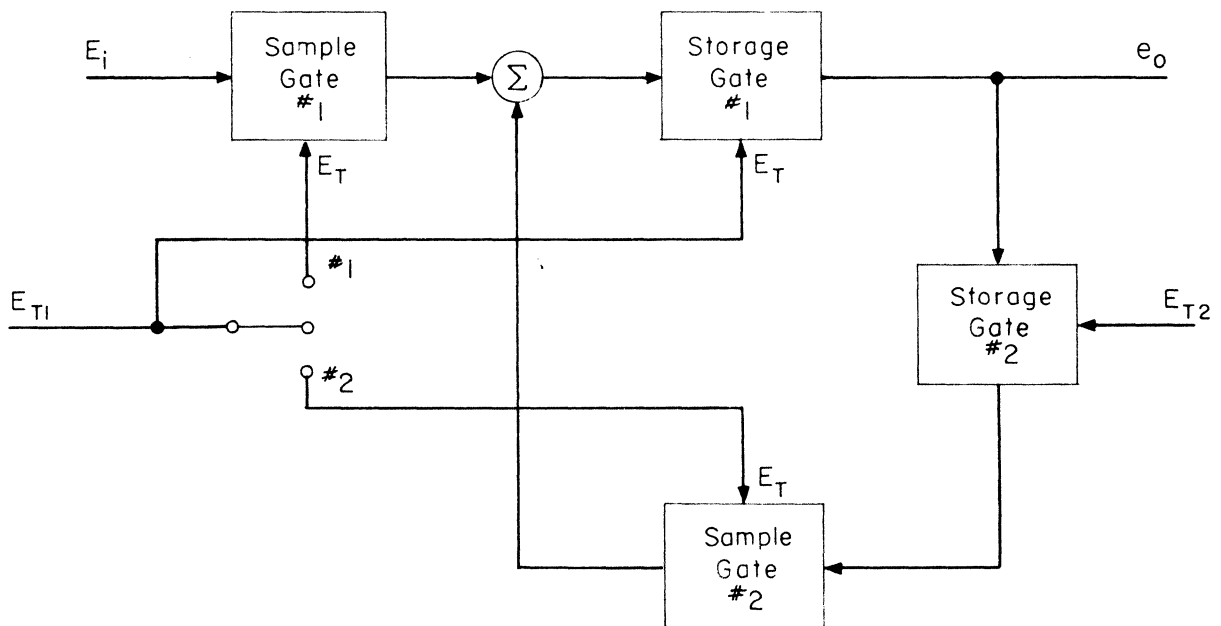 E_i
Sample
Gate
#1
Σ
Storage
Gate
#1
e_o
E_T
E_T
#1
E_T1
Storage
Gate
#2
E_T2
#2
E_T
Sample
Gate
#2